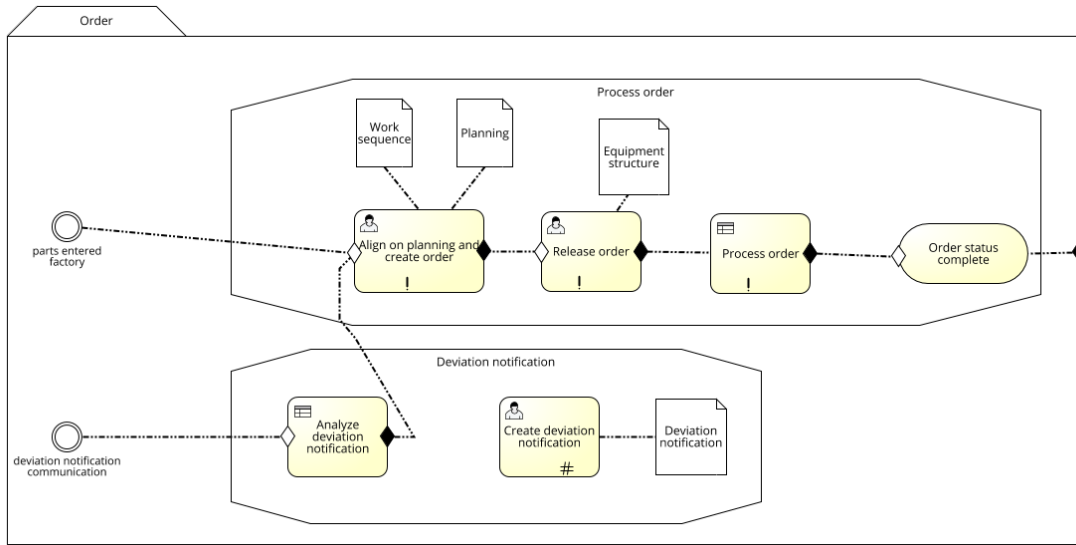 Order
Process order
Work
sequence
Planning
Equipment
structure
parts entered
factory
Align on planning and
create order
!
Release order
!
Process order
!
Order status
complete
Deviation notification
deviation notification
communication
Analyze
deviation
notification
Create deviation
notification
#
Deviation
notification